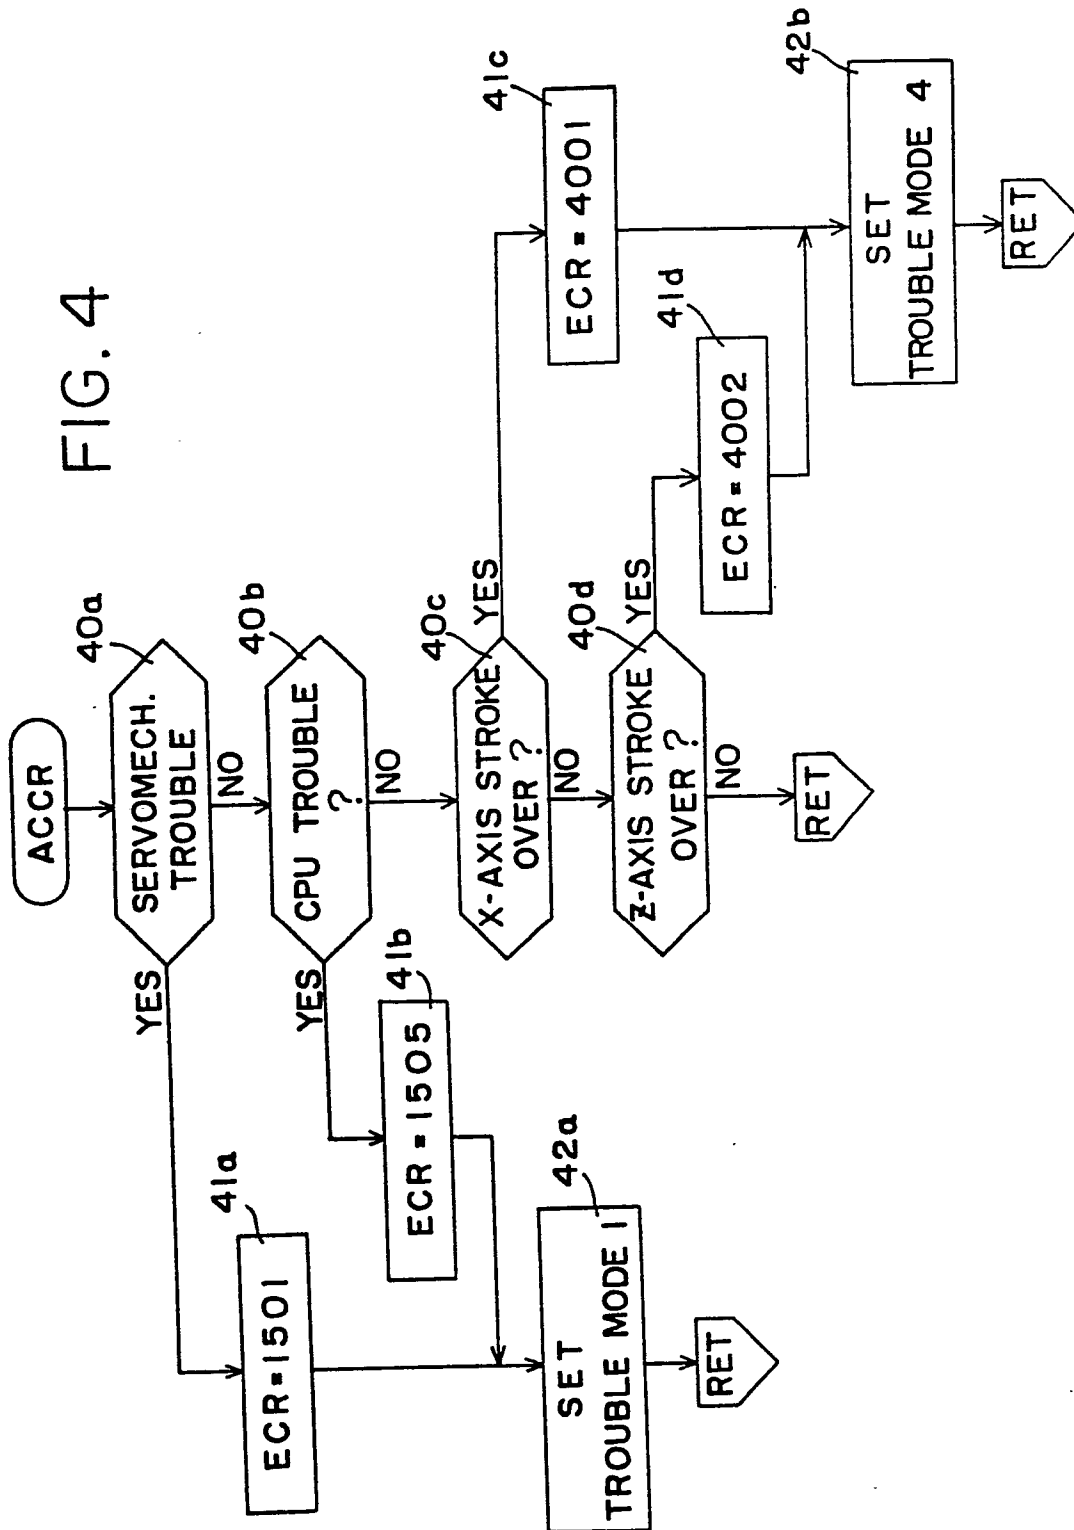 FIG. 4
ACCR
40a
SERVOMECH.
TROUBLE
YES
NO
40b
CPU TROUBLE
?
YES
NO
40c
X-AXIS STROKE
OVER ?
YES
NO
40d
Z-AXIS STROKE
OVER ?
YES
NO
RET
41a
ECR=1501
41b
ECR=1505
42a
SET
TROUBLE MODE 1
RET
41c
ECR=4001
41d
ECR=4002
42b
SET
TROUBLE MODE 4
RET